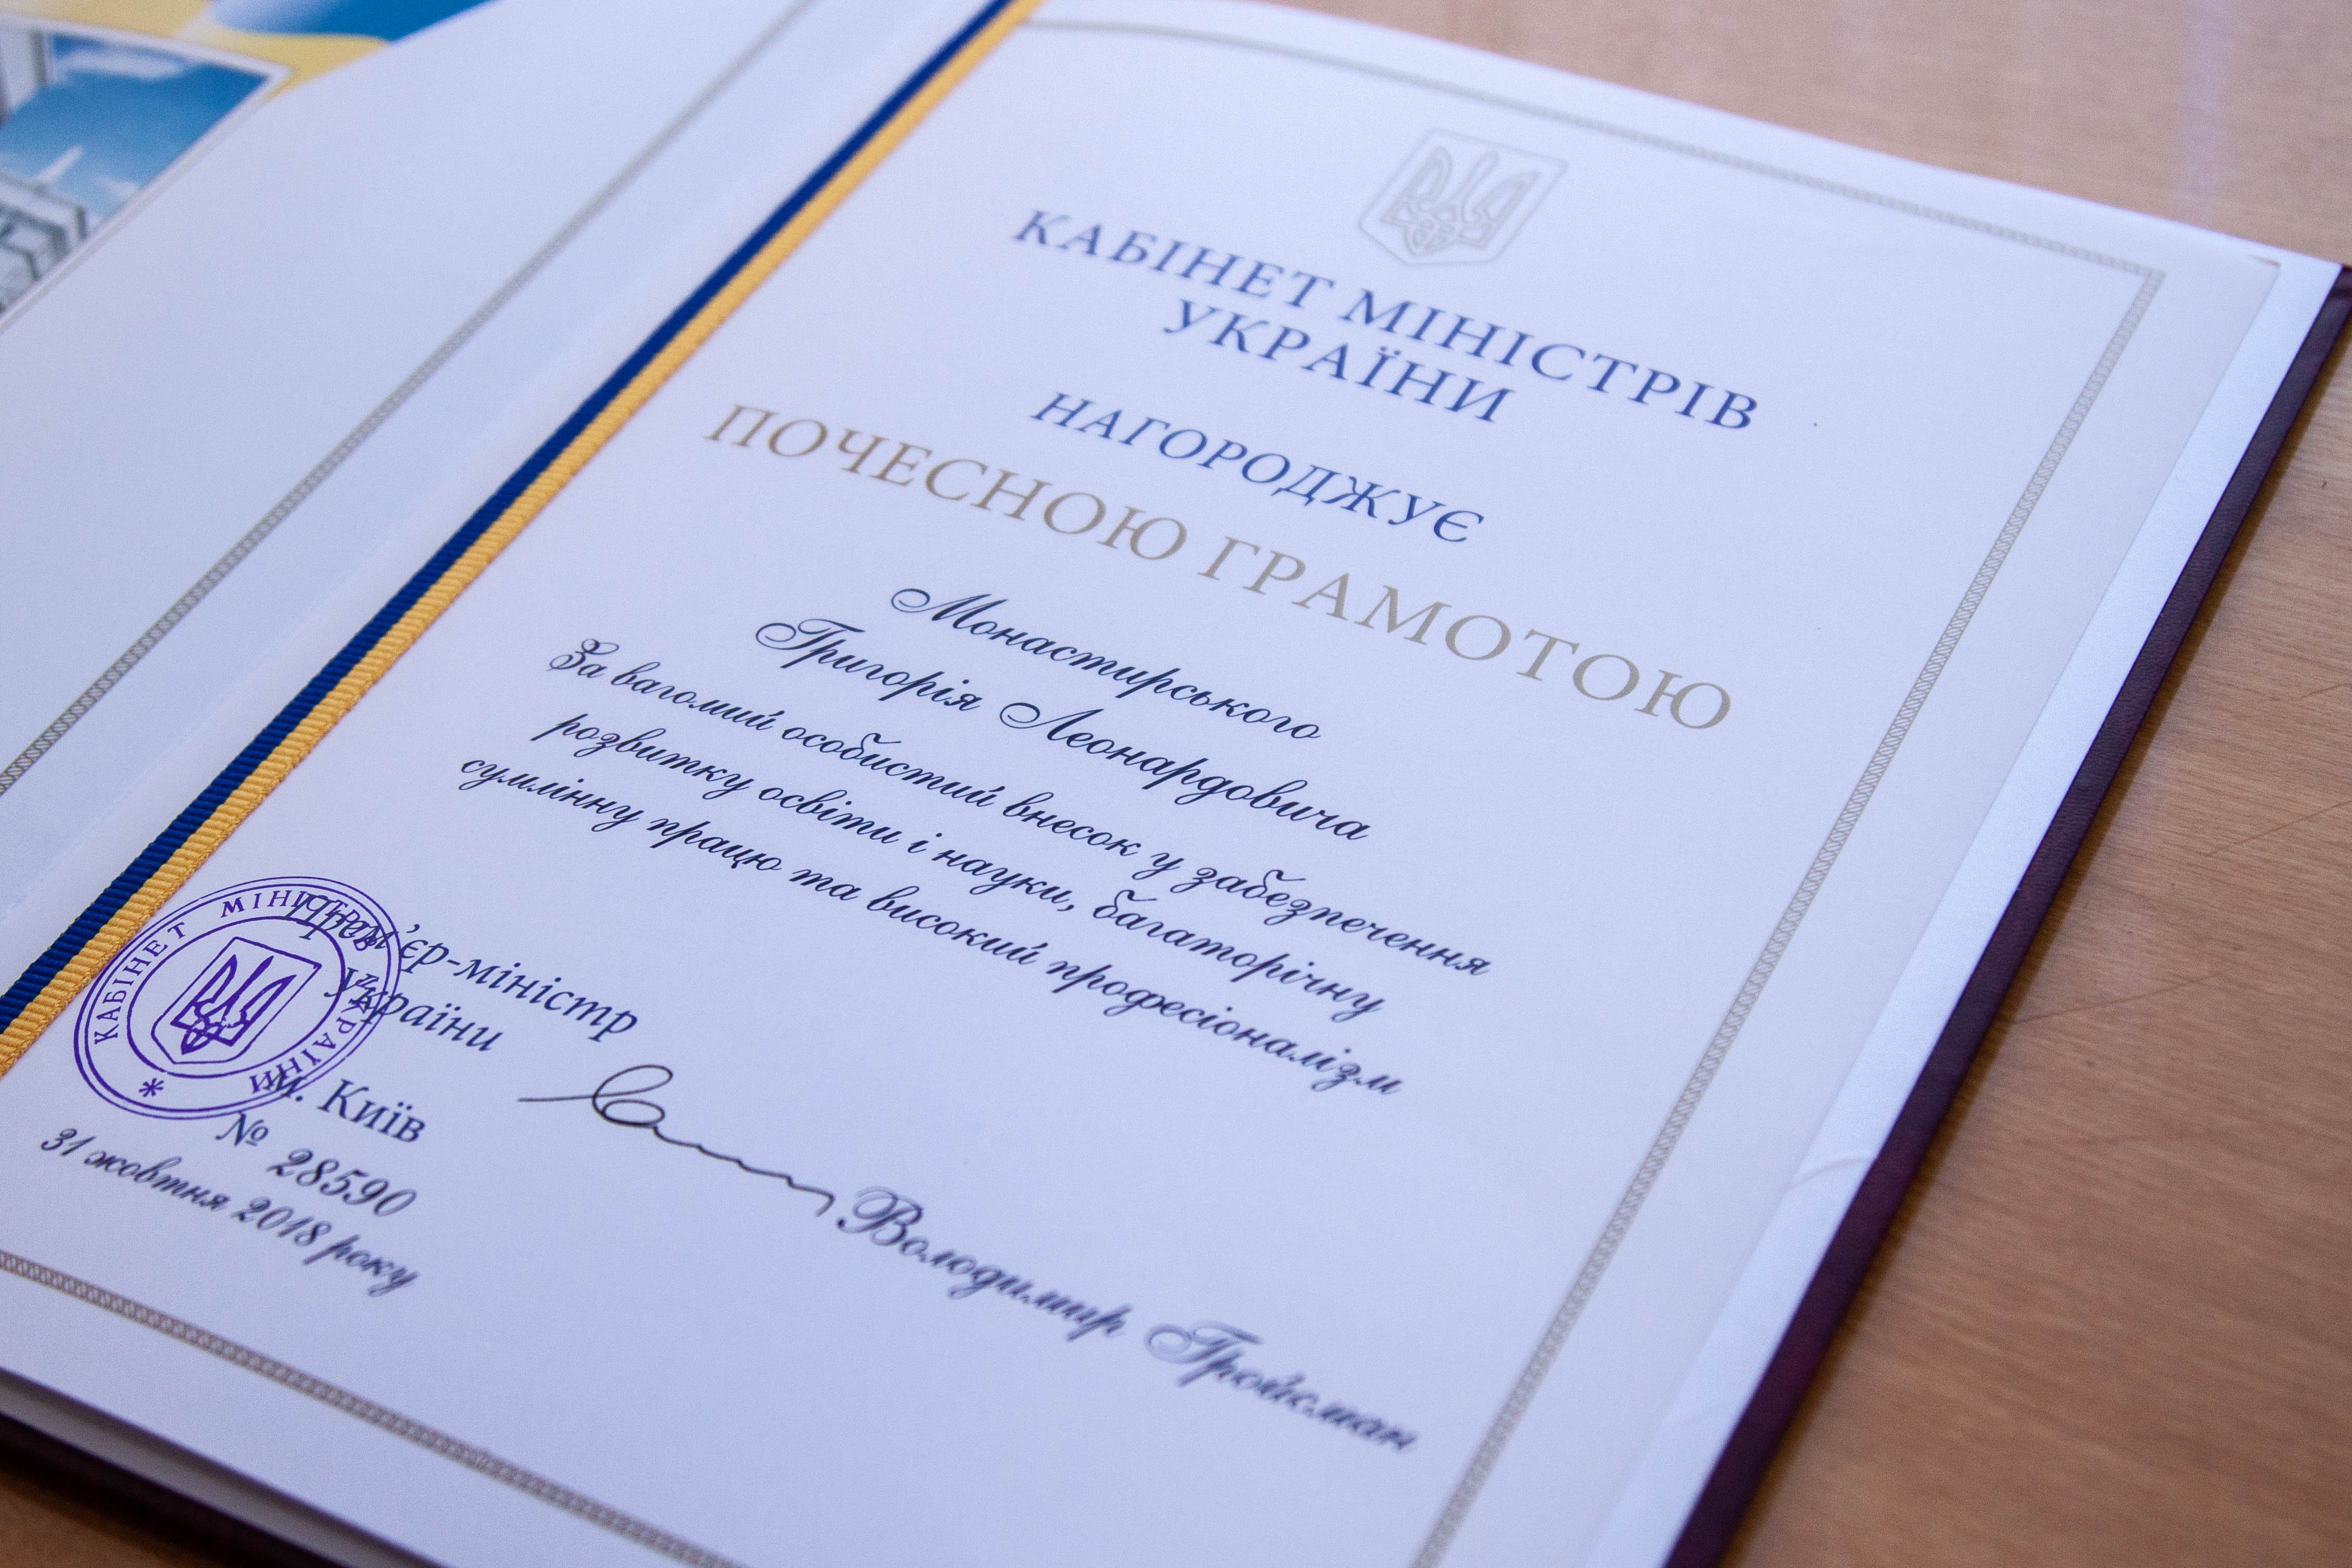 КАБІНЕТ МІНІСТРІВ
УКРАЇНИ
НАГОРОДЖУЄ
ПОЧЕСНОЮ ГРАМОТОЮ
Монастирського
Григорія Леонардовича
За вагомий особистий внесок у забезпечення
розвитку освіти і науки, багаторічну
сумлінну працю та високий професіоналізм
Прем'єр-міністр
України
КАБІНЕТ МІНІСТРІВ УКРАЇНИ
м. Київ
№ 28590
31 жовтня 2018 року
Володимир Гройсман